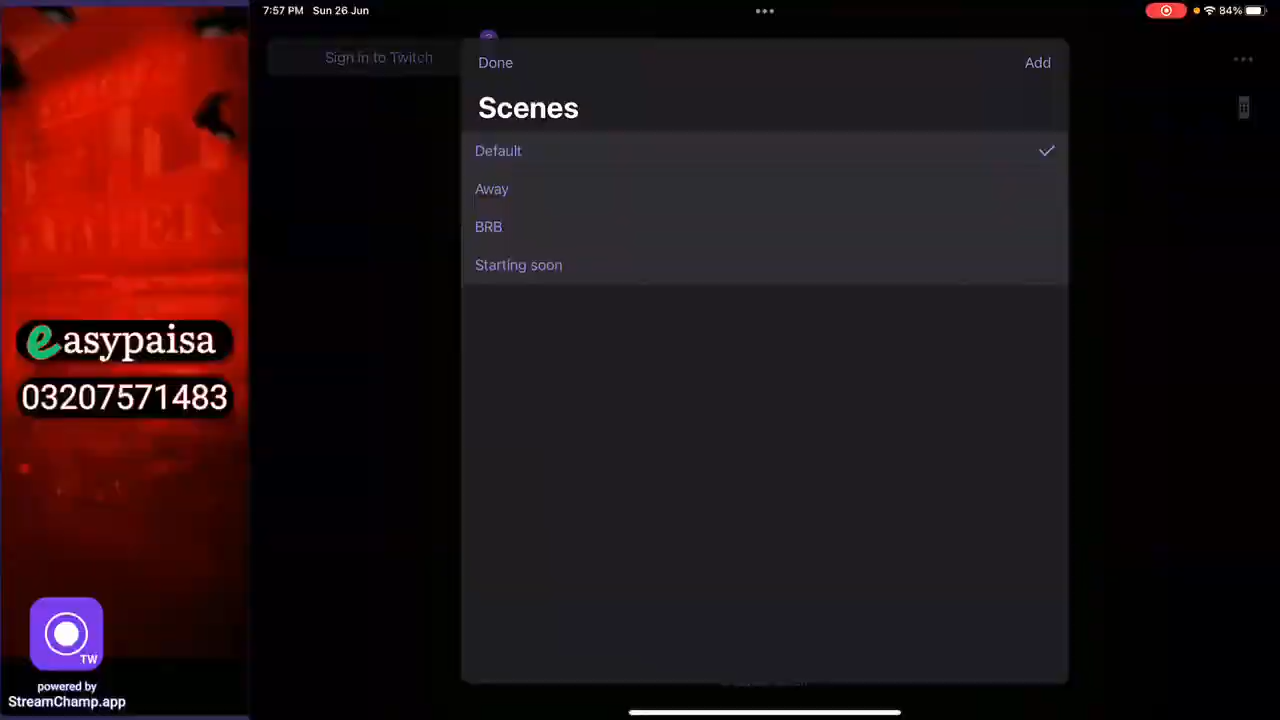 7:57 PM Sun 26 Jun
84%
Sign in to Twitch
Done
Add
Scenes
Default
Away
BRB
Starting soon
easypaisa
03207571483
TW
powered by
StreamChamp.app